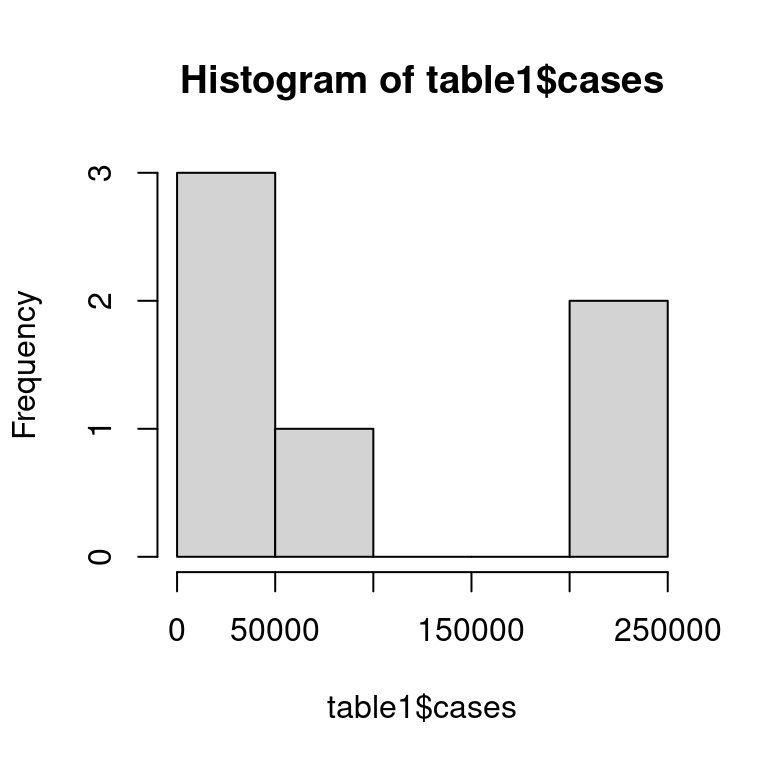 Histogram of table1$cases
Frequency
3
2
1
0
0 50000 150000 250000
table1$cases